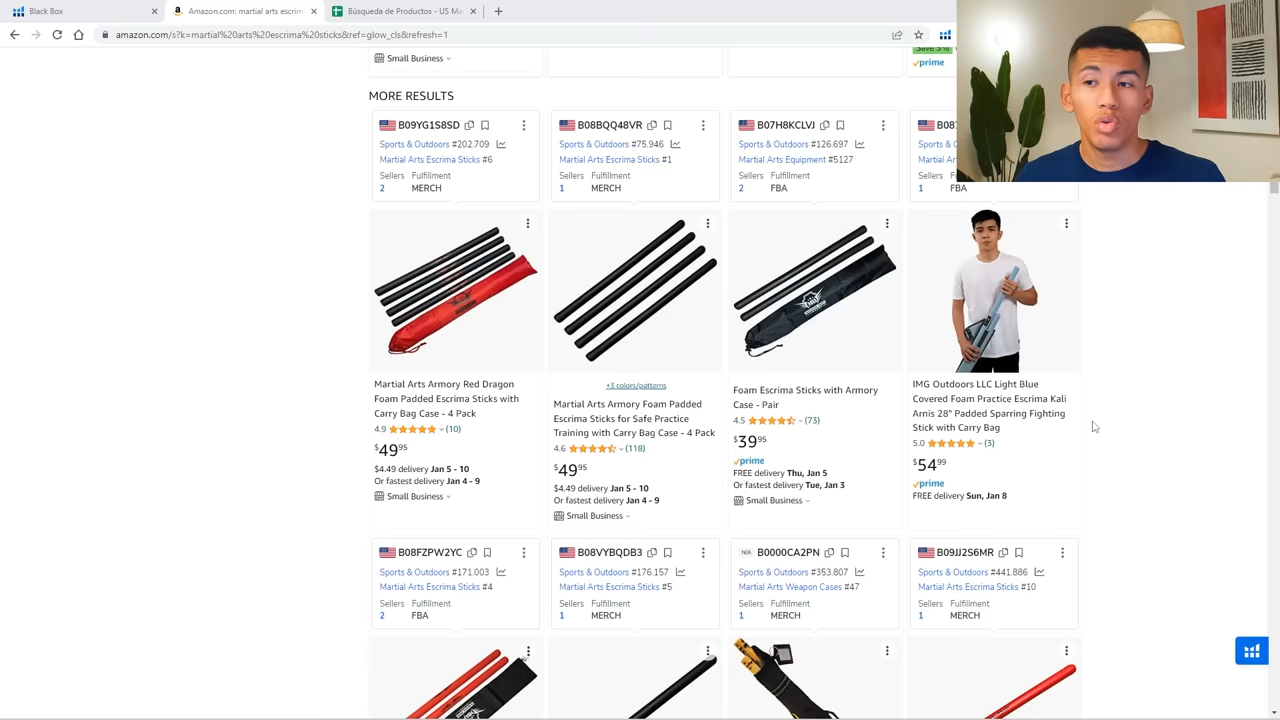 Black Box
Amazon.com: martial arts escrim
Búsqueda de Productos - US Ma
amazon.com/s?k=martial%20arts%20escrima%20sticks&ref=glow_cls&refresh=1
Small Business
Save 5%
prime
MORE RESULTS
B09YG1S8SD
Sports & Outdoors #202.709
Martial Arts Escrima Sticks #6
Sellers Fulfillment
2 MERCH
B08BQQ48VR
Sports & Outdoors #75.946
Martial Arts Escrima Sticks #1
Sellers Fulfillment
1 MERCH
B07H8KCLVJ
Sports & Outdoors #126.697
Martial Arts Equipment #5127
Sellers Fulfillment
2 FBA
Sports & Outdoors
Martial Arts Escrima
Sellers Fulfillment
1 FBA
Martial Arts Armory Red Dragon
Foam Padded Escrima Sticks with
Carry Bag Case - 4 Pack
4.9 (10)
$4995
$4.49 delivery Jan 5 - 10
Or fastest delivery Jan 4 - 9
Small Business
+3 colors/patterns
Martial Arts Armory Foam Padded
Escrima Sticks for Safe Practice
Training with Carry Bag Case - 4 Pack
4.6 (118)
$4995
$4.49 delivery Jan 5 - 10
Or fastest delivery Jan 4 - 9
Small Business
Foam Escrima Sticks with Armory
Case - Pair
4.5 (73)
$3995
prime
FREE delivery Thu, Jan 5
Or fastest delivery Tue, Jan 3
Small Business
IMG Outdoors LLC Light Blue
Covered Foam Practice Escrima Kali
Arnis 28" Padded Sparring Fighting
Stick with Carry Bag
5.0 (3)
$5499
prime
FREE delivery Sun, Jan 8
B08FZPW2YC
Sports & Outdoors #171.003
Martial Arts Escrima Sticks #4
Sellers Fulfillment
2 FBA
B08VYBQDB3
Sports & Outdoors #176.157
Martial Arts Escrima Sticks #5
Sellers Fulfillment
1 MERCH
N/A B0000CA2PN
Sports & Outdoors #353.807
Martial Arts Weapon Cases #47
Sellers Fulfillment
1 MERCH
B09JJ2S6MR
Sports & Outdoors #441.886
Martial Arts Escrima Sticks #10
Sellers Fulfillment
1 MERCH